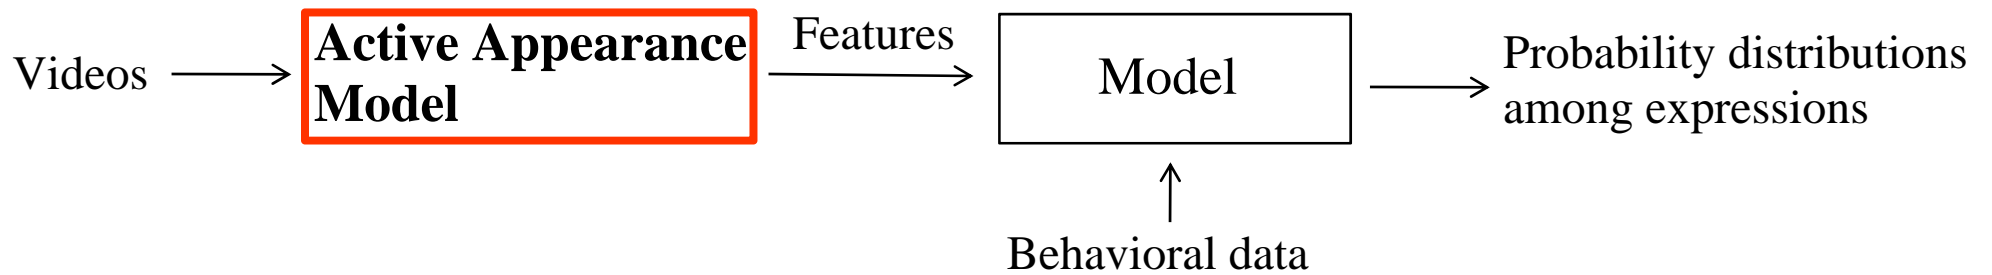 Videos
Active Appearance
Model
Features
Model
Probability distributions
among expressions
Behavioral data